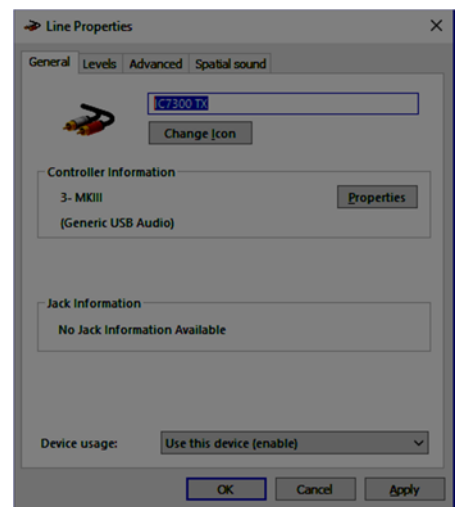 Line Properties
General Levels Advanced Spatial sound
IC7300 TX
Change Icon
Controller Information
3- MKIII
Properties
(Generic USB Audio)
Jack Information
No Jack Information Available
Device usage:
Use this device (enable)
OK Cancel Apply